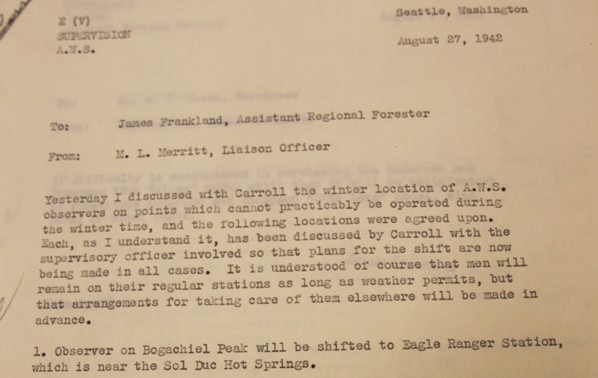 Seattle, Washington
E (V)
SUPERVISION
A.W.S.
August 27, 1942
To: James Frankland, Assistant Regional Forester
From: M. L. Merritt, Liaison Officer
Yesterday I discussed with Carroll the winter location of A.W.S.
observers on points which cannot practicably be operated during
the winter time, and the following locations were agreed upon.
Each, as I understand it, has been discussed by Carroll with the
supervisory officer involved so that plans for the shift are now
being made in all cases. It is understood of course that men will
remain on their regular stations as long as weather permits, but
that arrangements for taking care of them elsewhere will be made in
advance.
1. Observer on Bogachiel Peak will be shifted to Eagle Ranger Station,
which is near the Sol Duc Hot Springs.